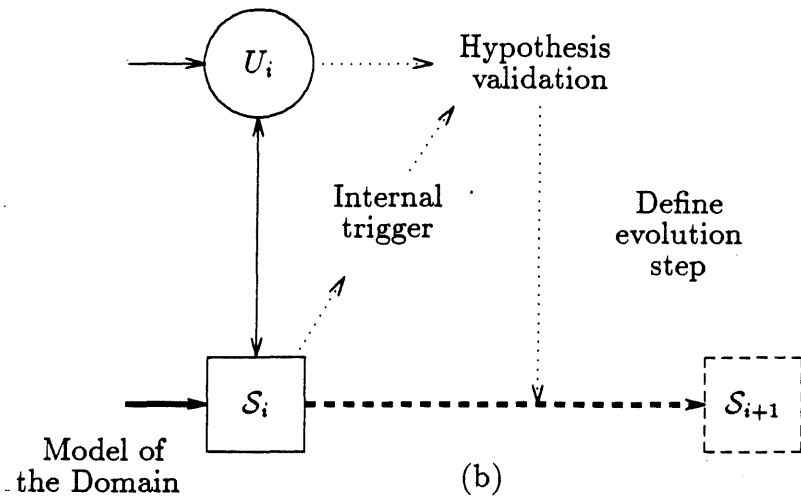 U_i
Hypothesis
validation
Internal
trigger
Define
evolution
step
S_i
S_{i+1}
Model of
the Domain
(b)